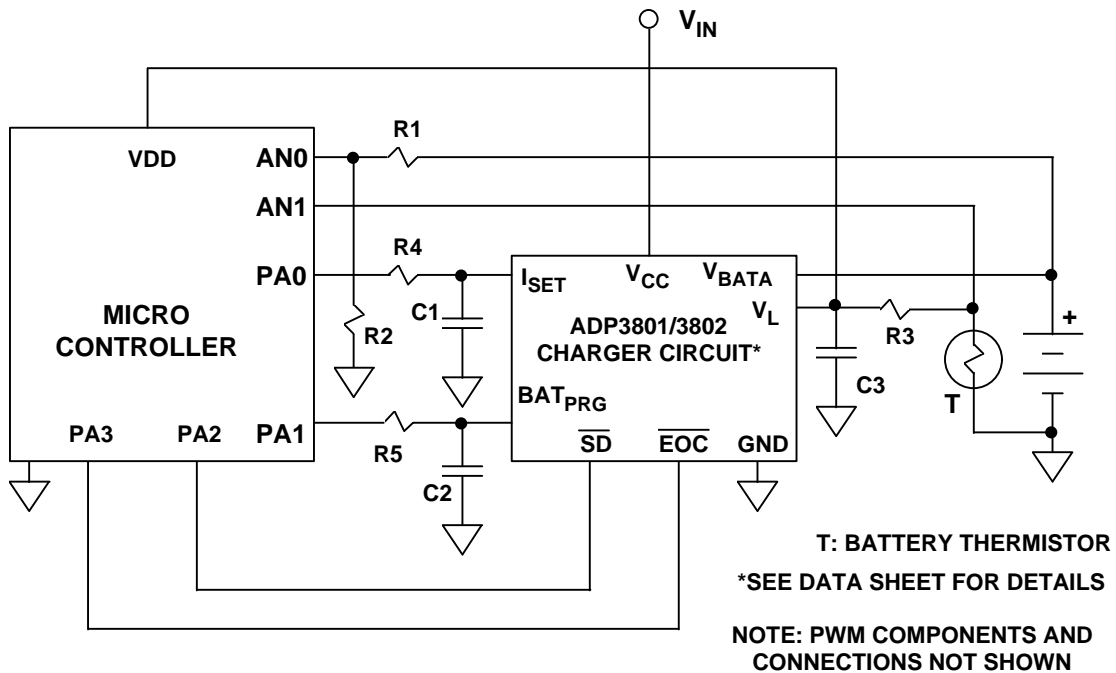 V_IN
VDD
AN0
R1
AN1
PA0
R4
I_SET
V_CC
V_BATA
V_L
MICRO
CONTROLLER
C1
R2
ADP3801/3802
CHARGER CIRCUIT*
R3
+
C3
T
BAT_PRG
PA3
PA2
PA1
R5
C2
SD
EOC
GND
T: BATTERY THERMISTOR
*SEE DATA SHEET FOR DETAILS
NOTE: PWM COMPONENTS AND
CONNECTIONS NOT SHOWN